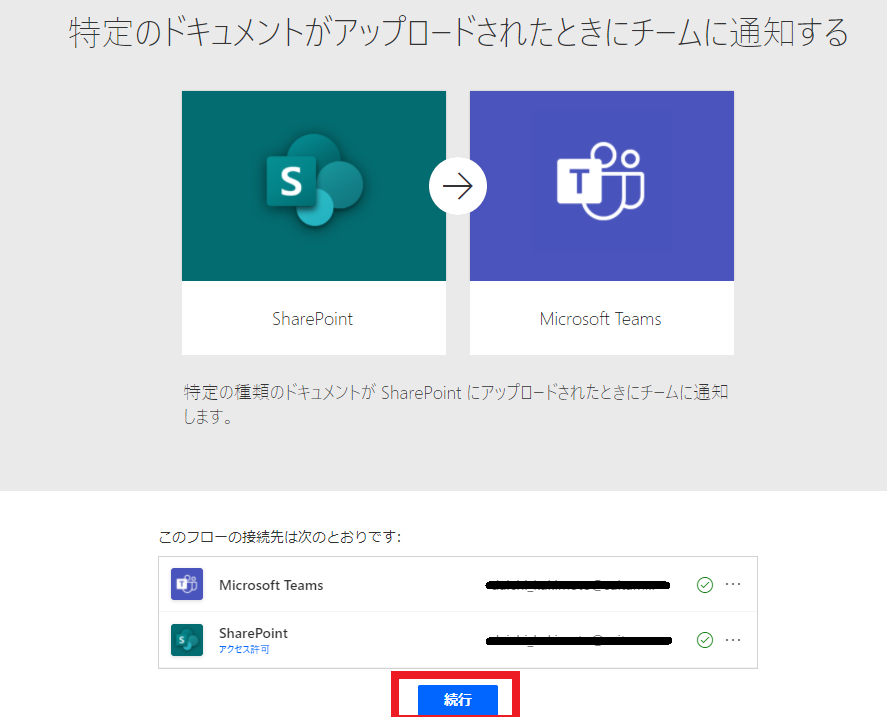 特定のドキュメントがアップロードされたときにチームに通知する
S
T
SharePoint
Microsoft Teams
特定の種類のドキュメントが SharePoint にアップロードされたときにチームに通知
します。
このフローの接続先は次のとおりです:
Microsoft Teams
SharePoint
アクセス許可
続行